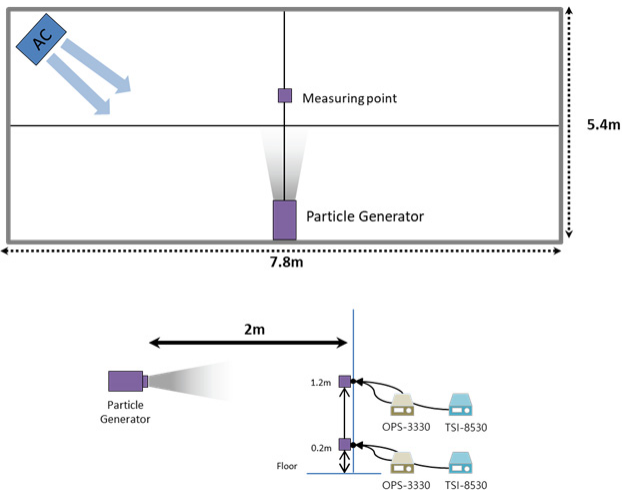 AC
Measuring point
5.4m
Particle Generator
7.8m
2m
1.2m
Particle
Generator
OPS-3330 TSI-8530
0.2m
Floor
OPS-3330 TSI-8530